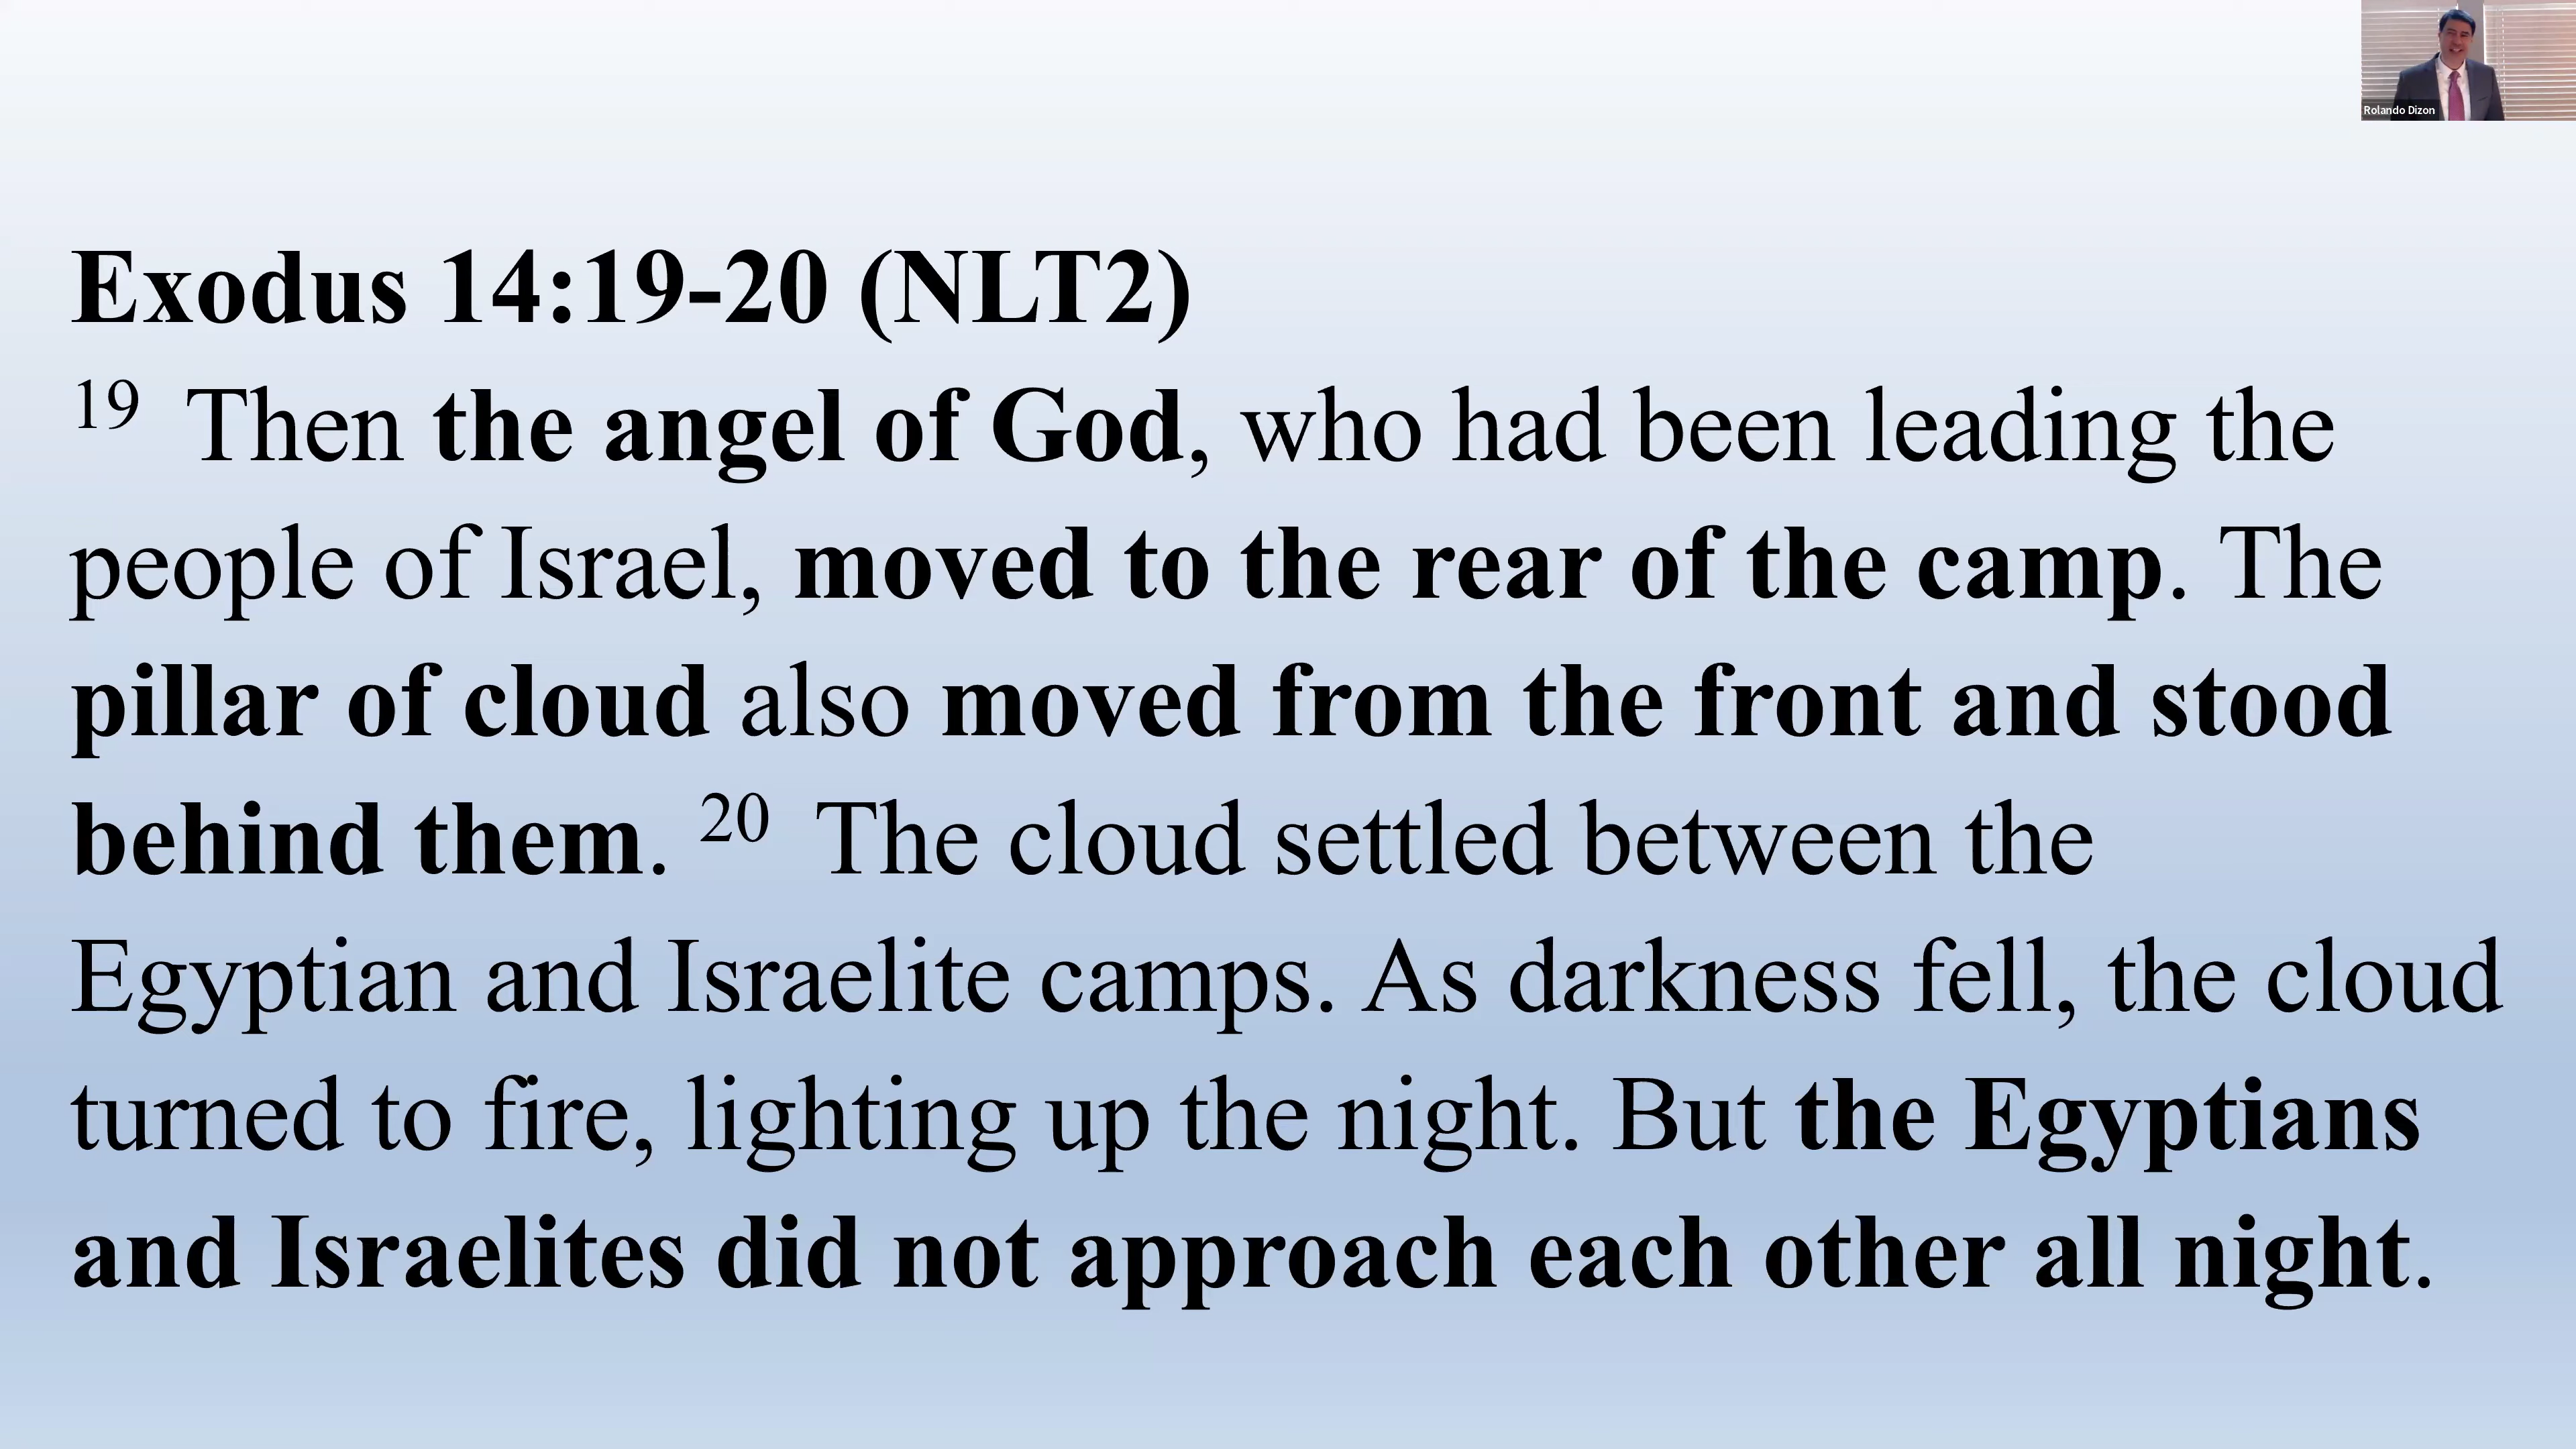 Rolando Dizon
Exodus 14:19-20 (NLT2)
19 Then the angel of God, who had been leading the
people of Israel, moved to the rear of the camp. The
pillar of cloud also moved from the front and stood
behind them. 20 The cloud settled between the
Egyptian and Israelite camps. As darkness fell, the cloud
turned to fire, lighting up the night. But the Egyptians
and Israelites did not approach each other all night.